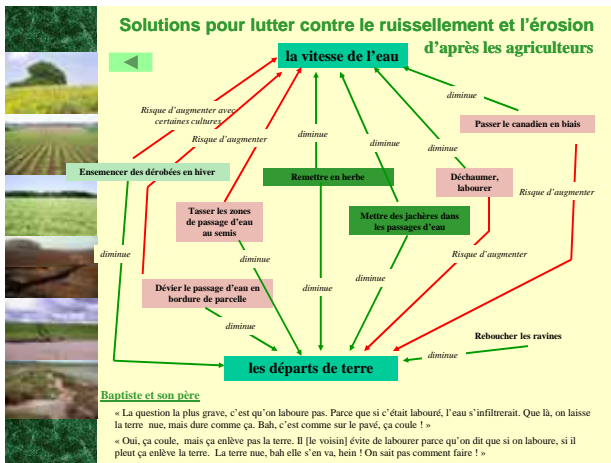 Solutions pour lutter contre le ruissellement et l'érosion
d'après les agriculteurs
la vitesse de l'eau
diminue
Risque d'augmenter avec
certaines cultures
Passer le canadien en biais
Risque d'augmenter
diminue
diminue
diminue
Ensemencer des dérobées en hiver
Remettre en herbe
Déchaumer,
labourer
Risque d'augmenter
Tasser les zones
de passage d'eau
au semis
Mettre des jachères dans
les passages d'eau
diminue
diminue
diminue
diminue
Risque d'augmenter
Dévier le passage d'eau en
bordure de parcelle
diminue
Reboucher les ravines
diminue
les départs de terre
Baptiste et son père
« La question la plus grave, c'est qu'on laboure pas. Parce que si c'était labouré, l'eau s'infiltrerait. Que là, on laisse
la terre nue, mais dure comme ça. Bah, c'est comme sur le pavé, ça coule ! »
« Oui, ça coule, mais ça enlève pas la terre. Il [le voisin] évite de labourer parce qu'on dit que si on laboure, si il
pleut ça enlève la terre. La terre nue, bah elle s'en va, hein ! On sait pas comment faire ! »